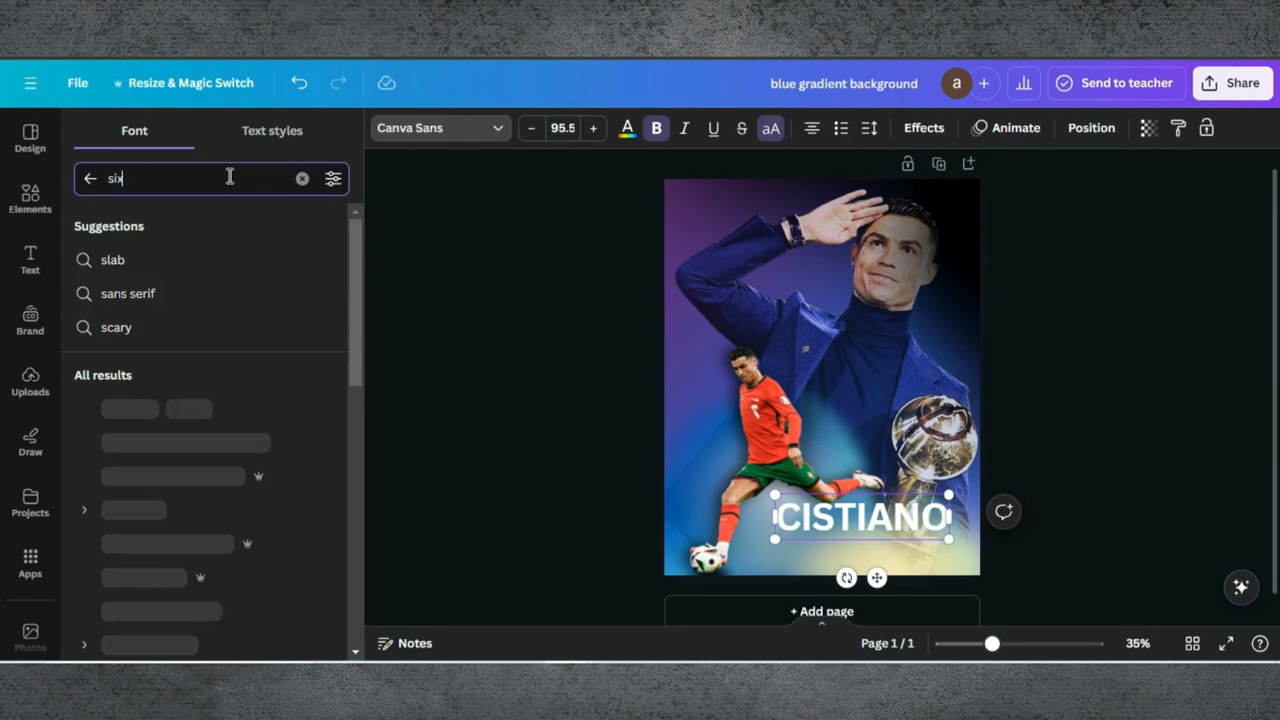 File
Resize & Magic Switch
blue gradient background
a
Send to teacher
Share
Design
Elements
Text
Brand
Uploads
Draw
Projects
Apps
Photos
Font
Text styles
six
Suggestions
slab
sans serif
scary
All results
Canva Sans
95.5
A
B
I
U
S
aA
Effects
Animate
Position
7
CISTIANO
+ Add page
Notes
Page 1 / 1
35%